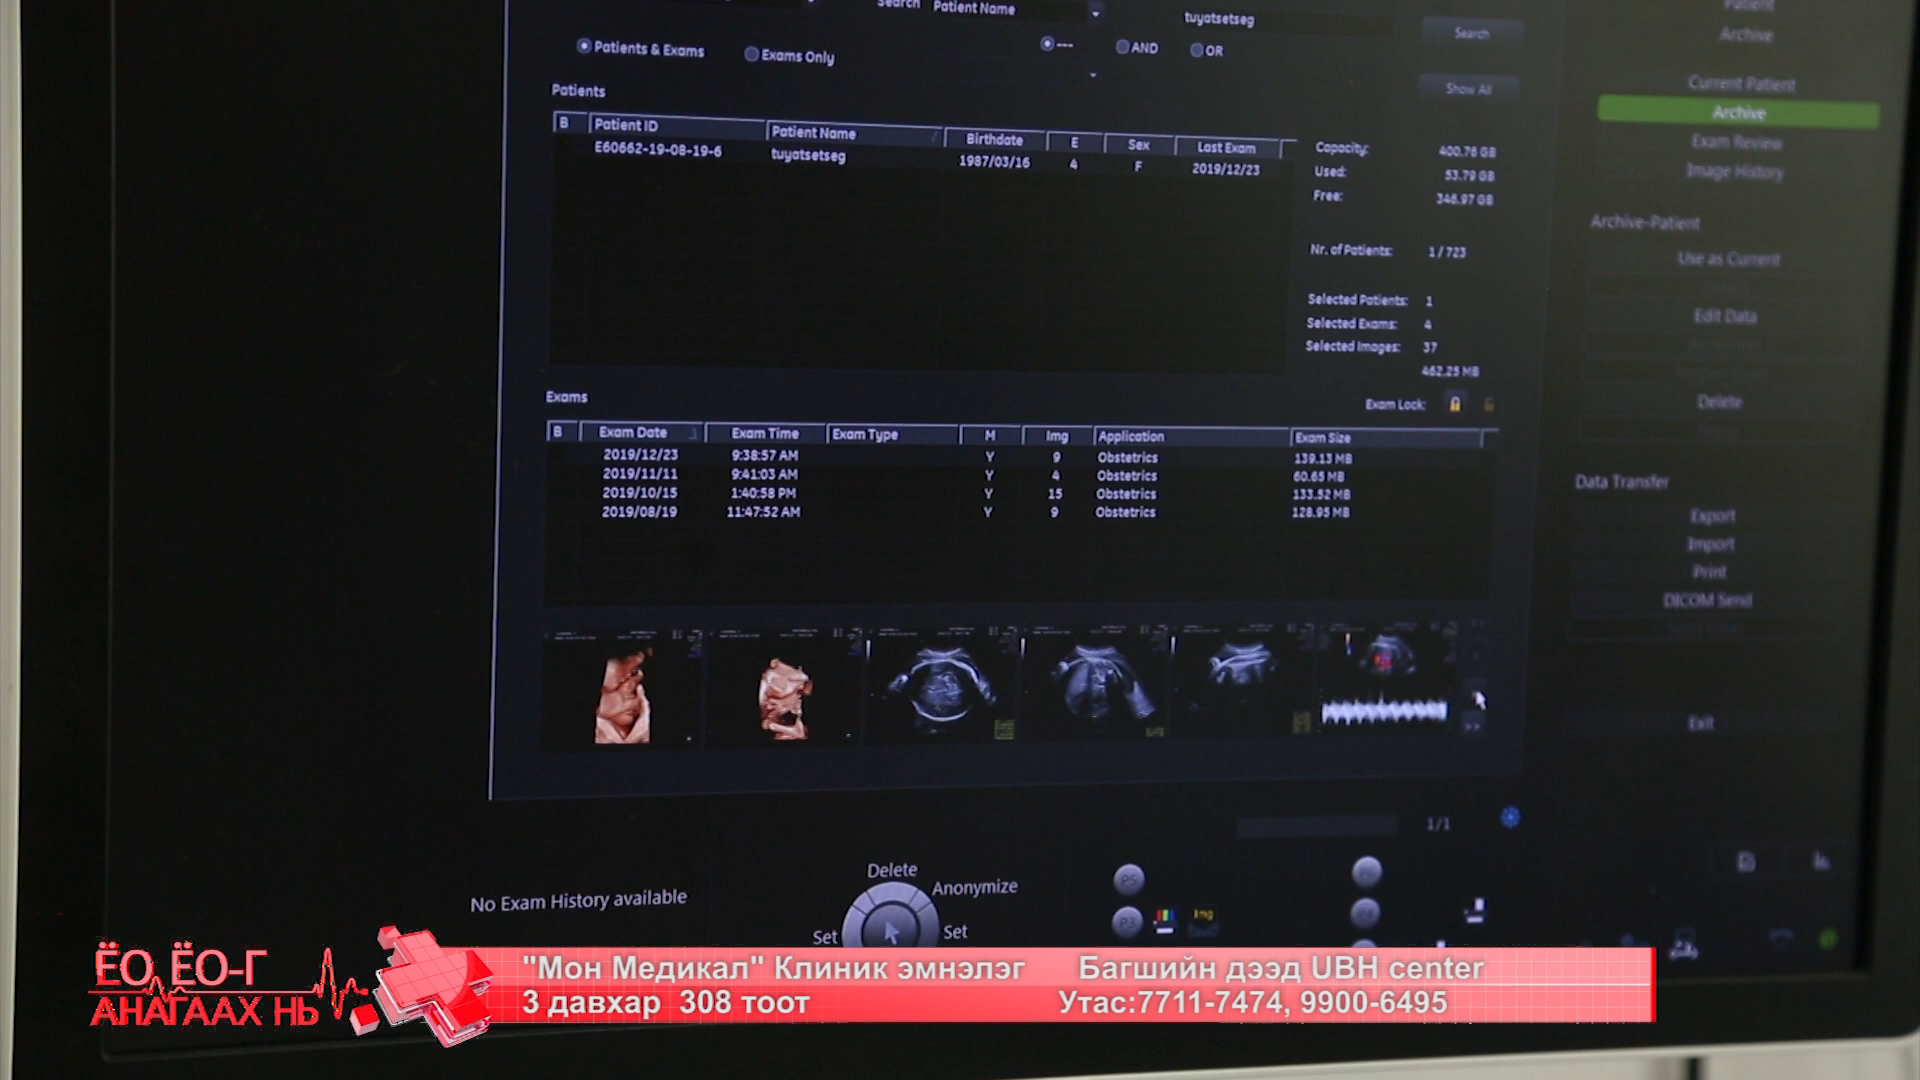 Search Patient Name tuyatsetseg Search
Patients & Exams Exams Only --- AND OR
Show All
Patients
B Patient ID Patient Name Birthdate E Sex Last Exam
E60662-19-08-19-6 tuyatsetseg 1987/03/16 4 F 2019/12/23
Capacity: 400.76 GB
Used: 53.79 GB
Free: 346.97 GB
Nr. of Patients: 1 / 723
Selected Patients: 1
Selected Exams: 4
Selected Images: 37
462.25 MB
Exams
Exam Lock:
B Exam Date Exam Time Exam Type M Img Application Exam Size
2019/12/23 9:38:57 AM Y 9 Obstetrics 139.13 MB
2019/11/11 9:41:03 AM Y 4 Obstetrics 60.65 MB
2019/10/15 1:40:58 PM Y 15 Obstetrics 133.52 MB
2019/08/19 11:47:52 AM Y 9 Obstetrics 128.95 MB
>>
1/1
Patient
Archive
Current Patient
Archive
Exam Review
Image History
Archive-Patient
Use as Current
Edit Data
Delete
Data Transfer
Export
Import
Print
DICOM Send
Exit
No Exam History available
Delete
Anonymize
Set
Set
P5
P3
Img
ЁО, ЁО-Г
АНАГААХ НЬ
"Мон Медикал" Клиник эмнэлэг Багшийн дээд UBH center
3 давхар 308 тоот Утас:7711-7474, 9900-6495